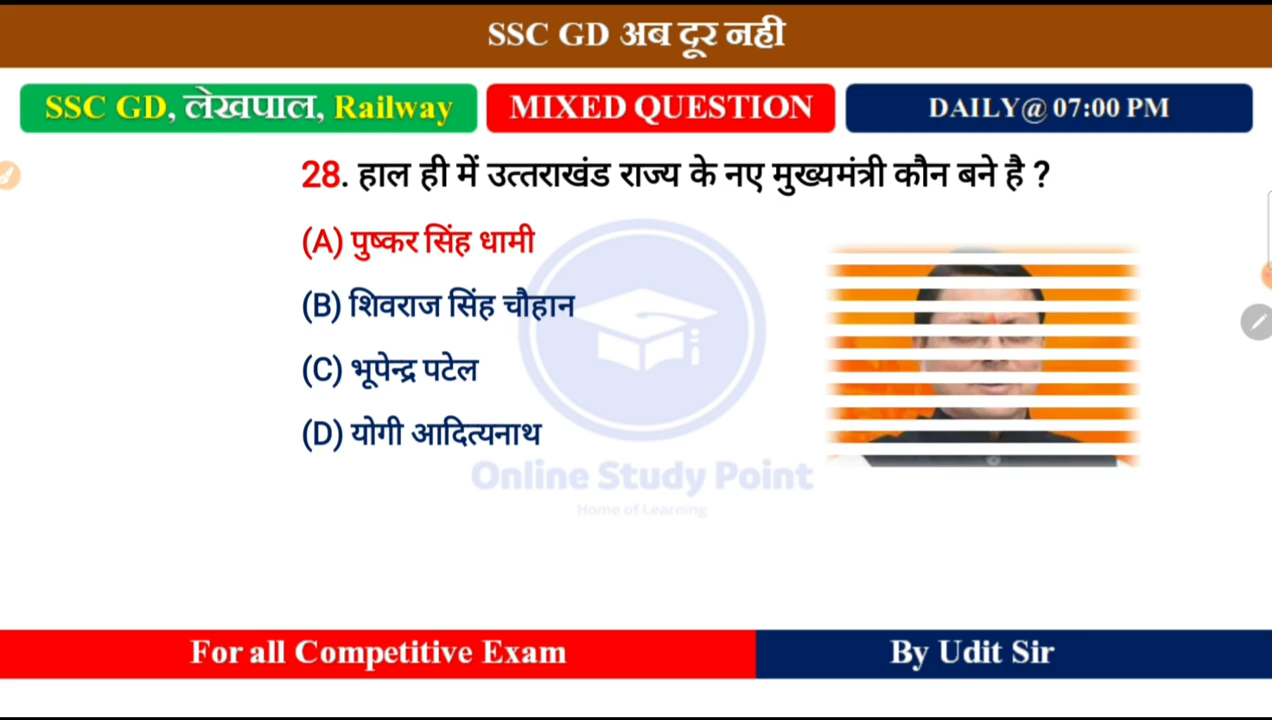 SSC GD अब दूर नही
SSC GD, लेखपाल, Railway
MIXED QUESTION
DAILY@ 07:00 PM
28. हाल ही में उत्तराखंड राज्य के नए मुख्यमंत्री कौन बने है ?
(A) पुष्कर सिंह धामी
(B) शिवराज सिंह चौहान
(C) भूपेन्द्र पटेल
(D) योगी आदित्यनाथ
Online Study Point
Home of Learning
For all Competitive Exam
By Udit Sir